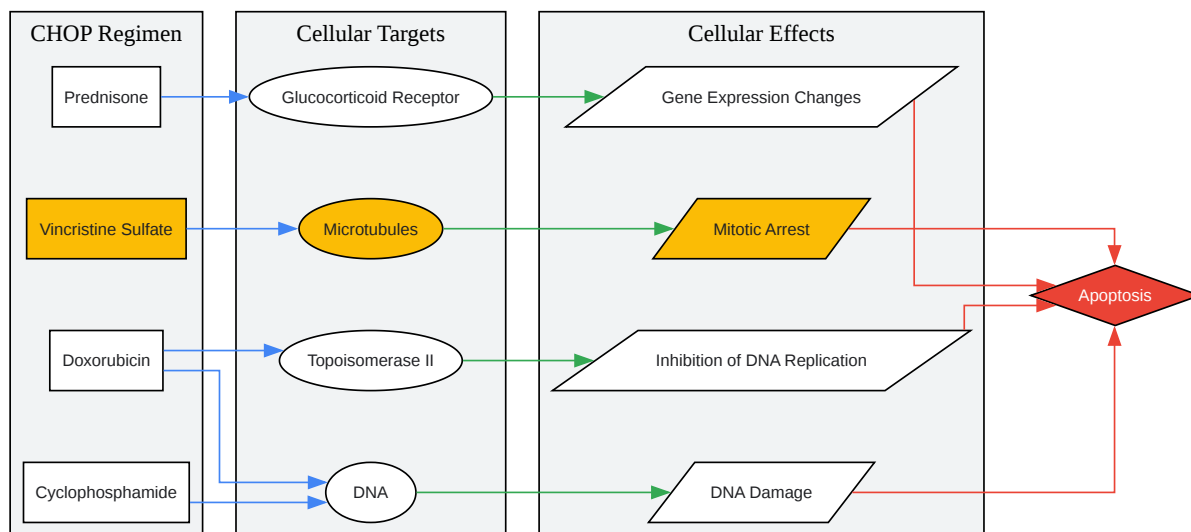 CHOP Regimen
Cellular Targets
Cellular Effects
Prednisone
Glucocorticoid Receptor
Gene Expression Changes
Vincristine Sulfate
Microtubules
Mitotic Arrest
Apoptosis
Doxorubicin
Topoisomerase II
Inhibition of DNA Replication
Cyclophosphamide
DNA
DNA Damage